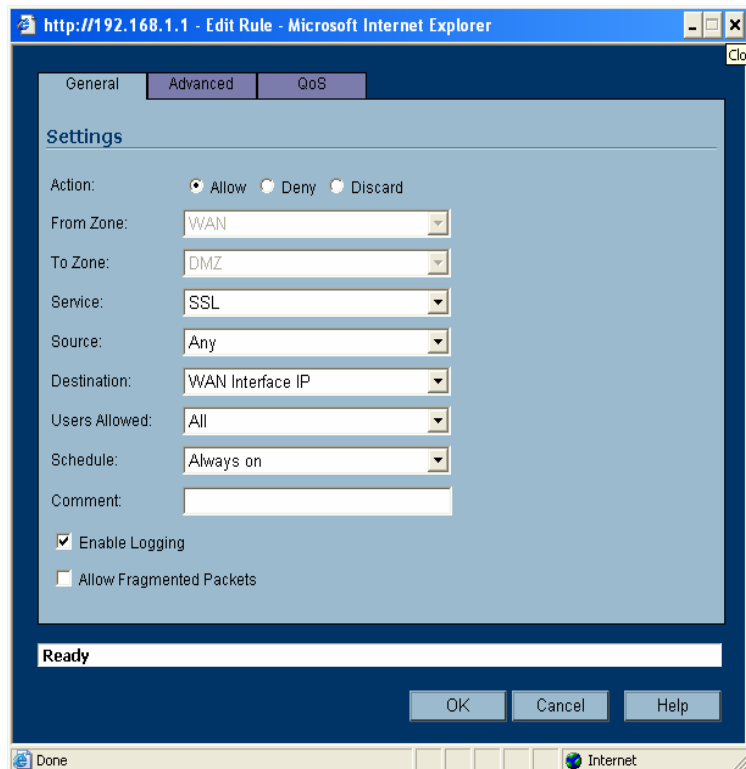 http://192.168.1.1 - Edit Rule - Microsoft Internet Explorer
General Advanced QoS
Settings
Action: Allow Deny Discard
From Zone: WAN
To Zone: DMZ
Service: SSL
Source: Any
Destination: WAN Interface IP
Users Allowed: All
Schedule: Always on
Comment:
Enable Logging
Allow Fragmented Packets
Ready
OK Cancel Help
Done Internet